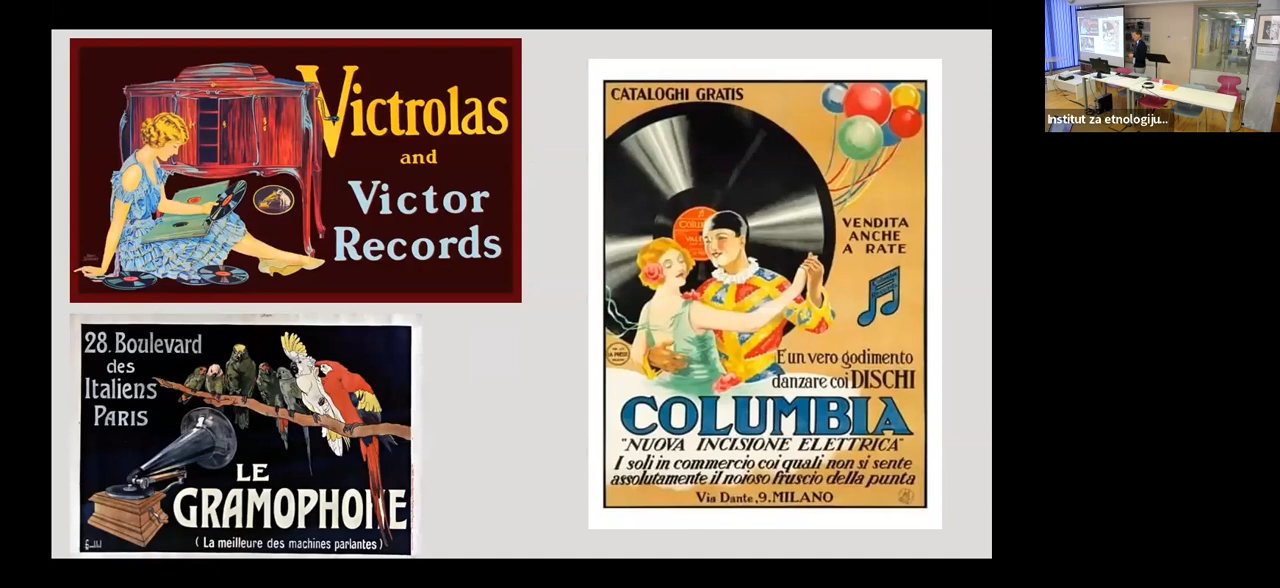 Victrolas
and
Victor
Records
28. Boulevard
des
Italiens
PARIS
LE
GRAMOPHONE
( La meilleure des machines parlantes )
CATALOGHI GRATIS
VENDITA
ANCHE
A RATE
E un vero godimento
danzare coi DISCHI
COLUMBIA
"NUOVA INCISIONE ELETTRICA"
I soli in commercio coi quali non si sente
assolutamente il noioso fruscio della punta
Via Dante, 9. MILANO
Institut za etnologiju...